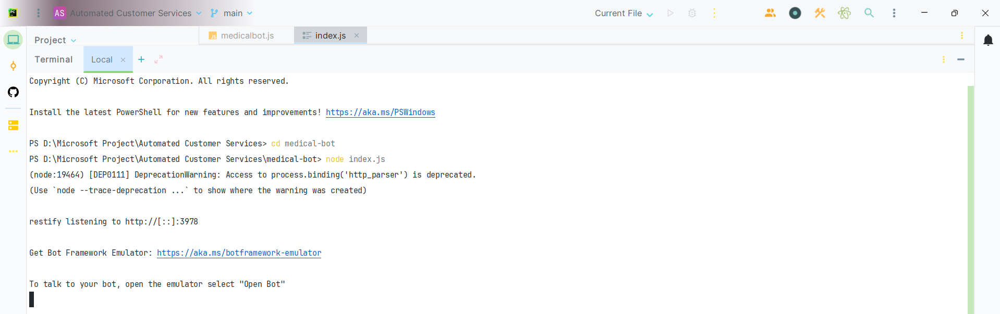 PC AS Automated Customer Services main Current File
Project JS medicalbot.js index.js
Terminal Local
Copyright (C) Microsoft Corporation. All rights reserved.
Install the latest PowerShell for new features and improvements! https://aka.ms/PSWindows
PS D:\Microsoft Project\Automated Customer Services> cd medical-bot
PS D:\Microsoft Project\Automated Customer Services\medical-bot> node index.js
(node:19464) [DEP0111] DeprecationWarning: Access to process.binding('http_parser') is deprecated.
(Use `node --trace-deprecation ...` to show where the warning was created)
restify listening to http://[::]:3978
Get Bot Framework Emulator: https://aka.ms/botframework-emulator
To talk to your bot, open the emulator select "Open Bot"